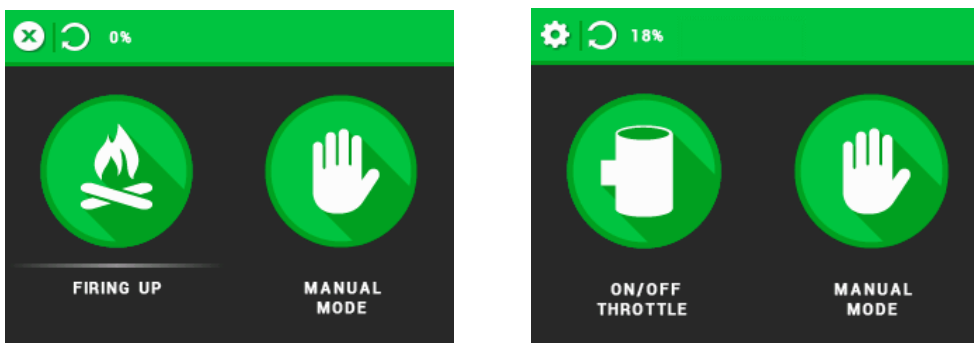 0%
FIRING UP
MANUAL
MODE
18%
ON/OFF
THROTTLE
MANUAL
MODE